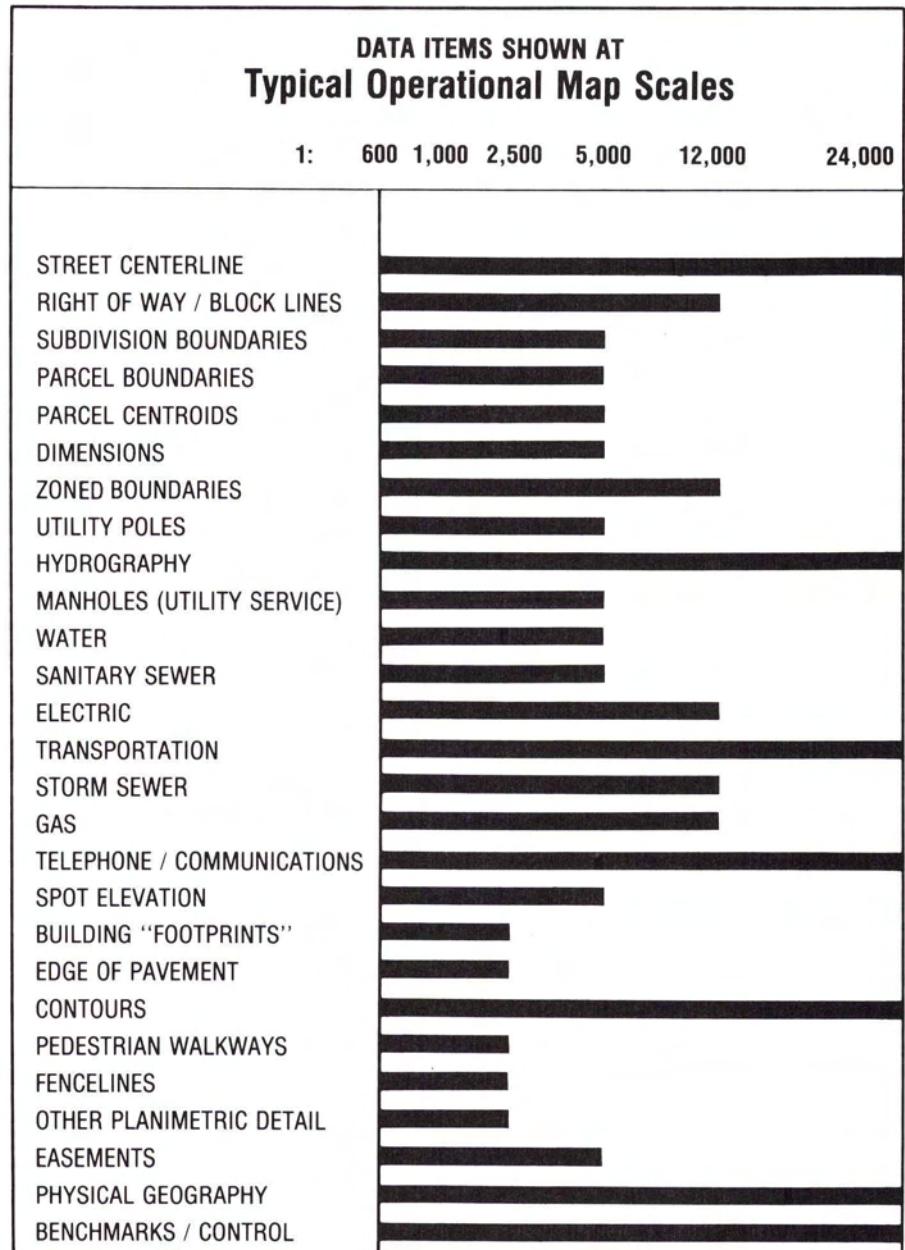 DATA ITEMS SHOWN AT
Typical Operational Map Scales
1: 600 1,000 2,500 5,000 12,000 24,000
STREET CENTERLINE
RIGHT OF WAY / BLOCK LINES
SUBDIVISION BOUNDARIES
PARCEL BOUNDARIES
PARCEL CENTROIDS
DIMENSIONS
ZONED BOUNDARIES
UTILITY POLES
HYDROGRAPHY
MANHOLES (UTILITY SERVICE)
WATER
SANITARY SEWER
ELECTRIC
TRANSPORTATION
STORM SEWER
GAS
TELEPHONE / COMMUNICATIONS
SPOT ELEVATION
BUILDING ‘‘FOOTPRINTS’’
EDGE OF PAVEMENT
CONTOURS
PEDESTRIAN WALKWAYS
FENCELINES
OTHER PLANIMETRIC DETAIL
EASEMENTS
PHYSICAL GEOGRAPHY
BENCHMARKS / CONTROL